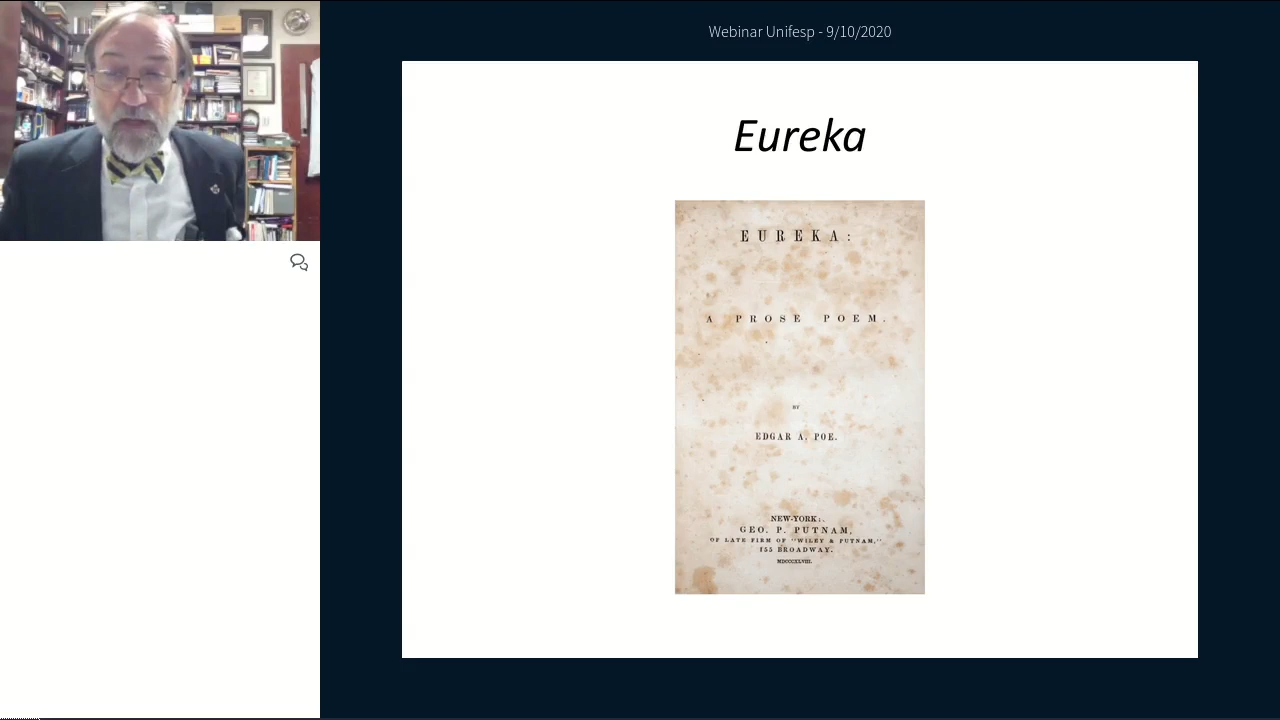 Webinar Unifesp - 9/10/2020
Eureka
EUREKA:
A PROSE POEM.
BY
EDGAR A. POE.
NEW-YORK:.
GEO. P. PUTNAM,
OF LATE FIRM OF "WILEY & PUTNAM,"
155 BROADWAY.
MDCCCXLVIII.